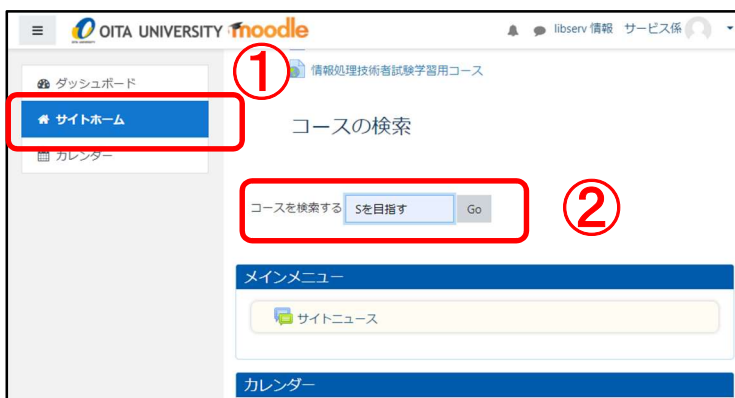 OITA UNIVERSITY moodle
libserv 情報 サービス係
ダッシュボード
サイトホーム
カレンダー
①
情報処理技術者試験学習用コース
コースの検索
コースを検索する Sを目指す Go
②
メインメニュー
サイトニュース
カレンダー